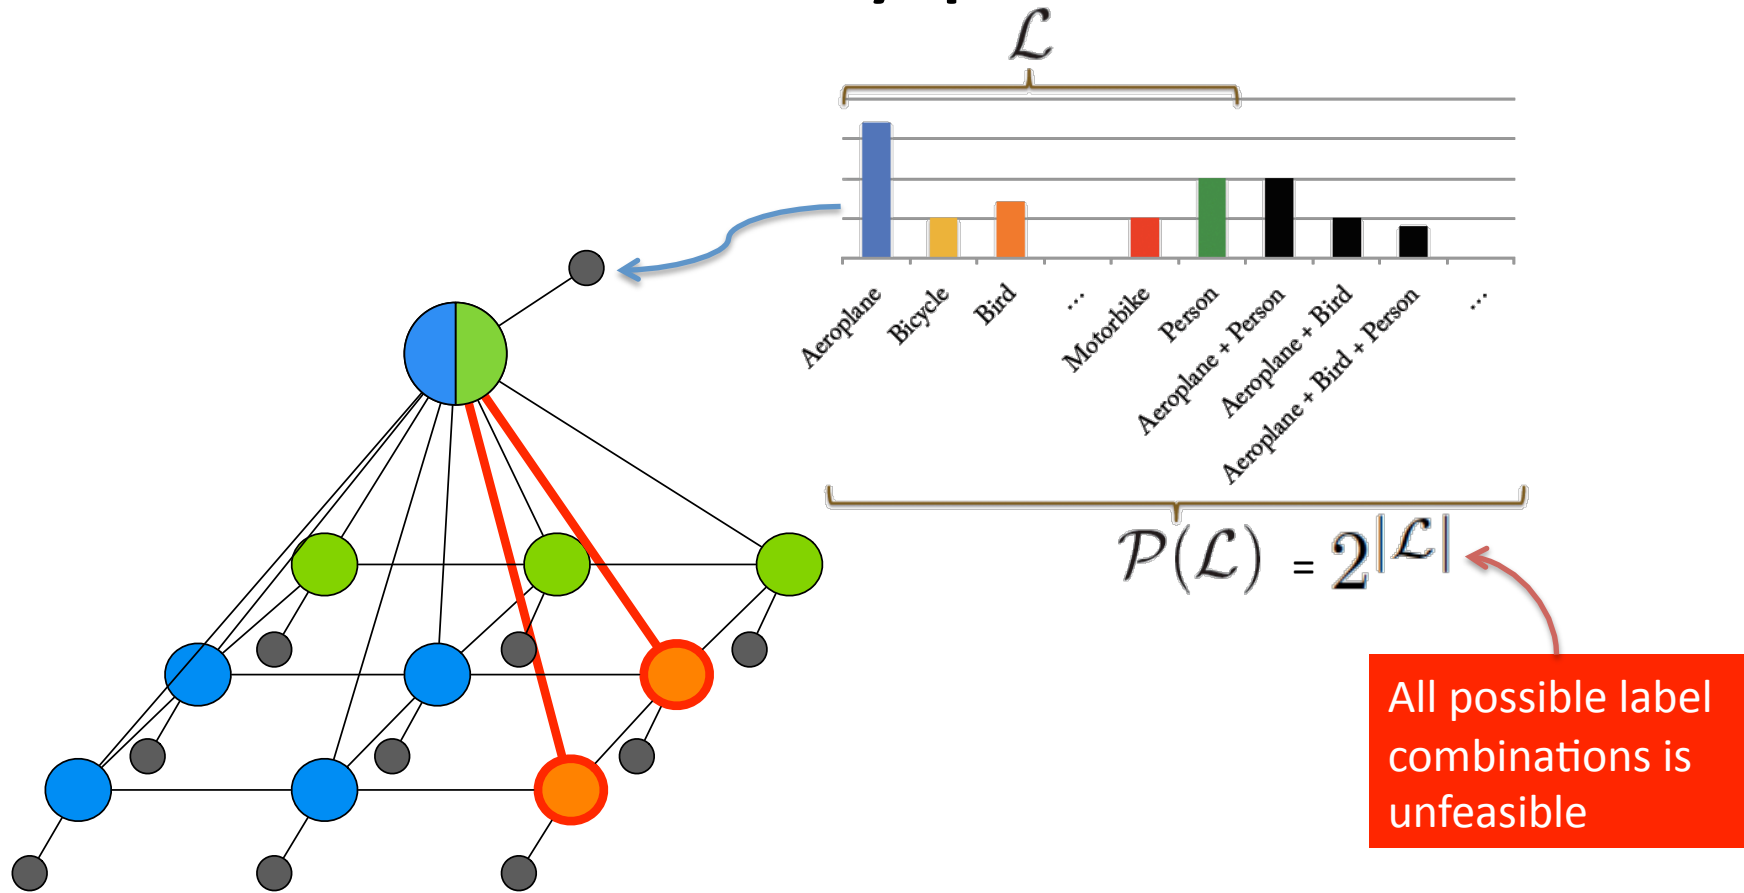 ℒ
Aeroplane
Bicycle
Bird
...
Motorbike
Person
Aeroplane + Person
Aeroplane + Bird
Aeroplane + Bird + Person
...
𝒫(ℒ) = 2^|ℒ|
All possible label
combinations is
unfeasible